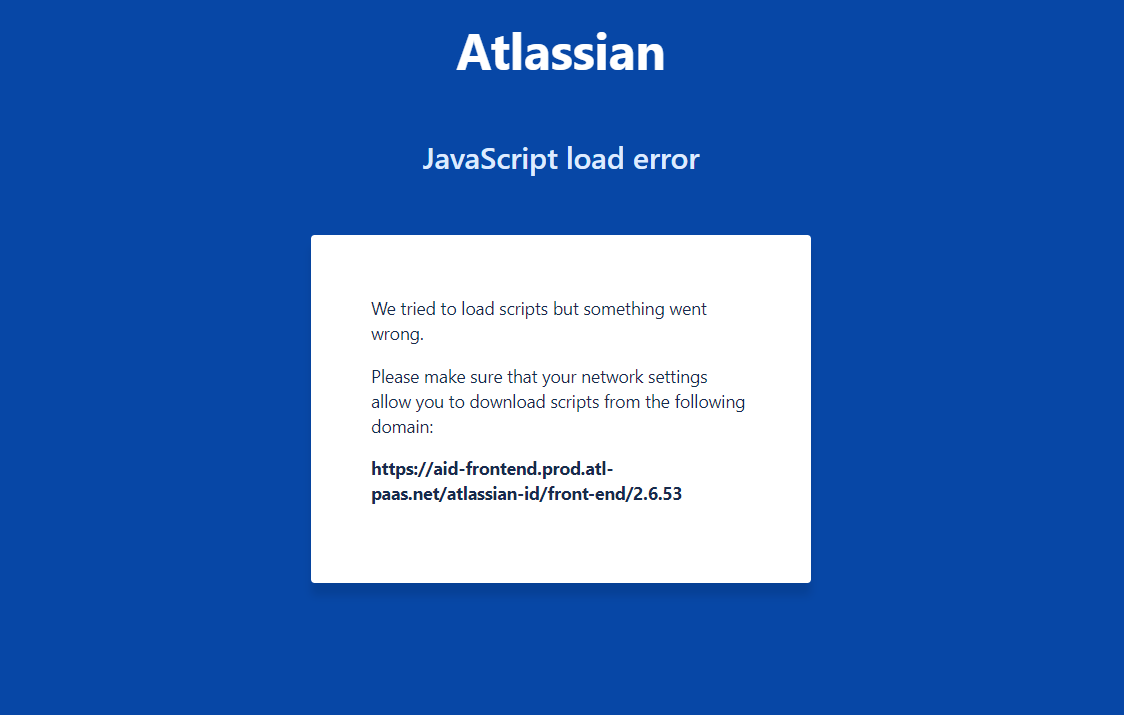 Atlassian
JavaScript load error
We tried to load scripts but something went
wrong.
Please make sure that your network settings
allow you to download scripts from the following
domain:
https://aid-frontend.prod.atl-
paas.net/atlassian-id/front-end/2.6.53